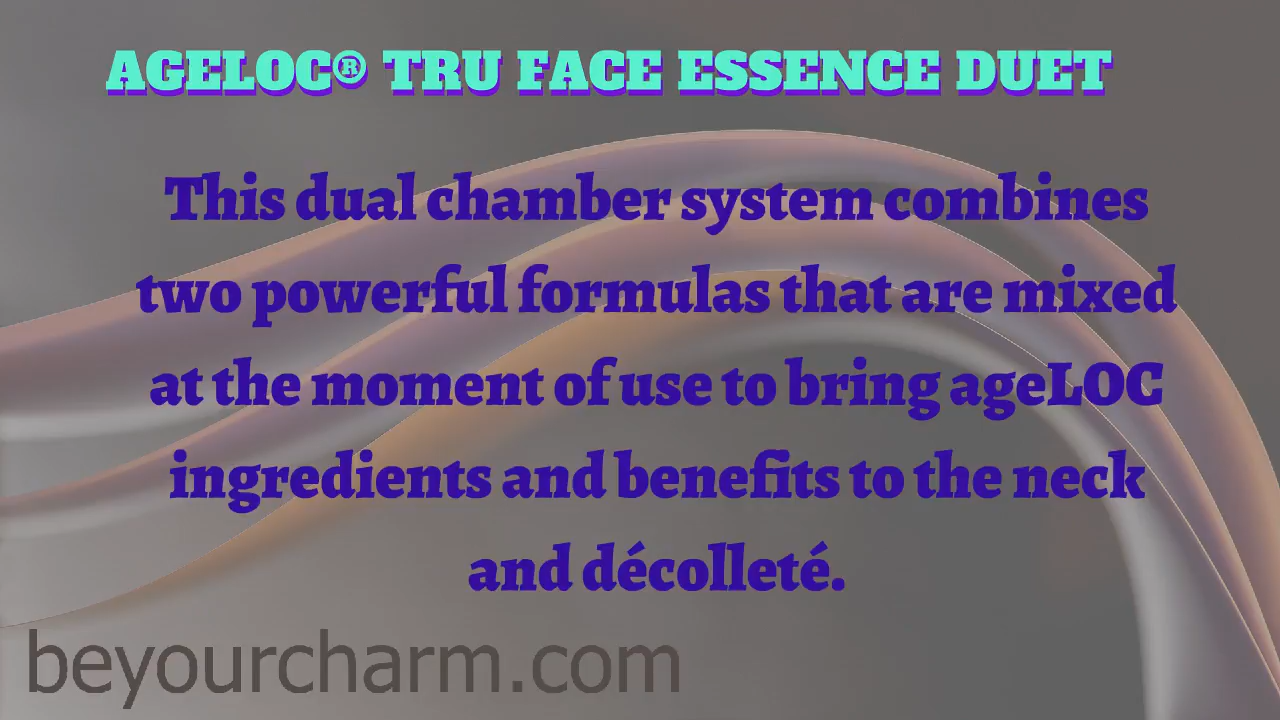 AGELOC® TRU FACE ESSENCE DUET
This dual chamber system combines
two powerful formulas that are mixed
at the moment of use to bring ageLOC
ingredients and benefits to the neck
and décolleté.
beyourcharm.com